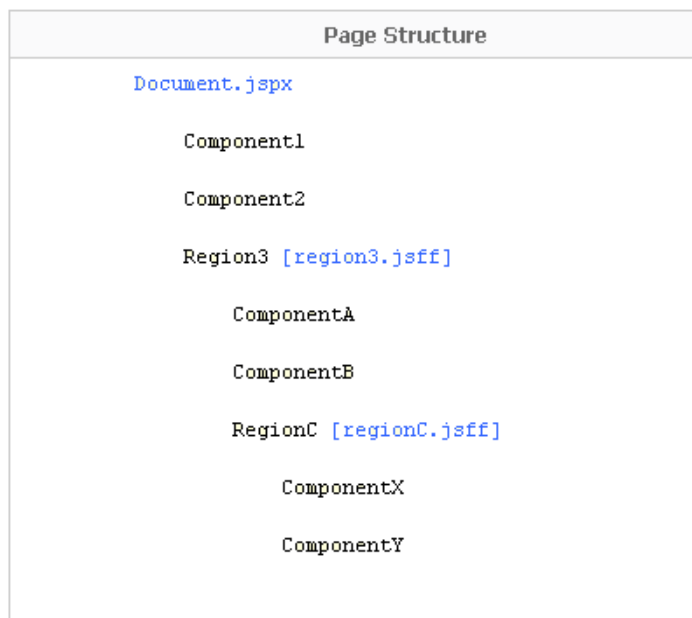 Page Structure
Document.jspx
Component1
Component2
Region3 [region3.jsff]
ComponentA
ComponentB
RegionC [regionC.jsff]
ComponentX
ComponentY